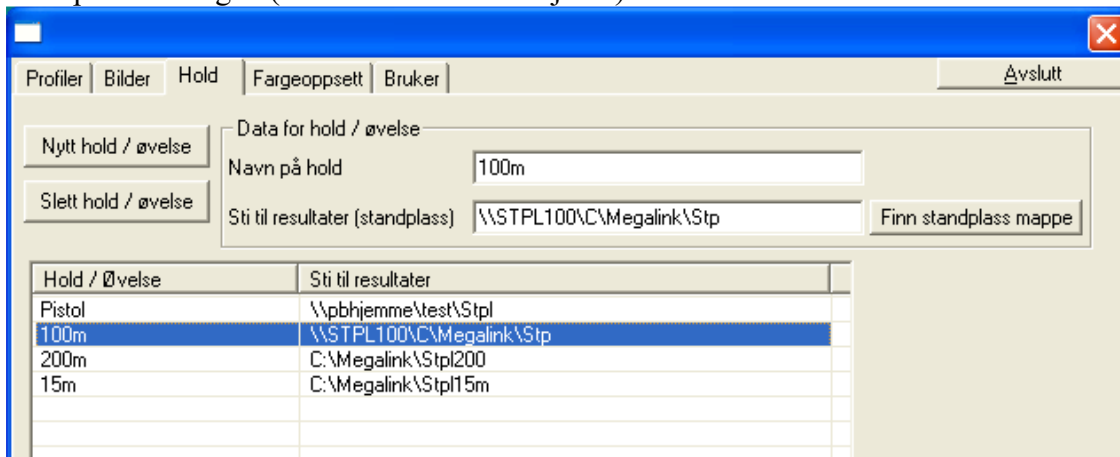 Profiler Bilder Hold Fargeoppsett Bruker Avslutt
Nytt hold / øvelse
Slett hold / øvelse
Data for hold / øvelse
Navn på hold 100m
Sti til resultater (standplass) \\STPL100\C\Megalink\Stp Finn standplass mappe
Hold / Øvelse Sti til resultater
Pistol \\pbhjemme\test\Stpl
100m \\STPL100\C\Megalink\Stp
200m C:\Megalink\Stpl200
15m C:\Megalink\Stpl15m